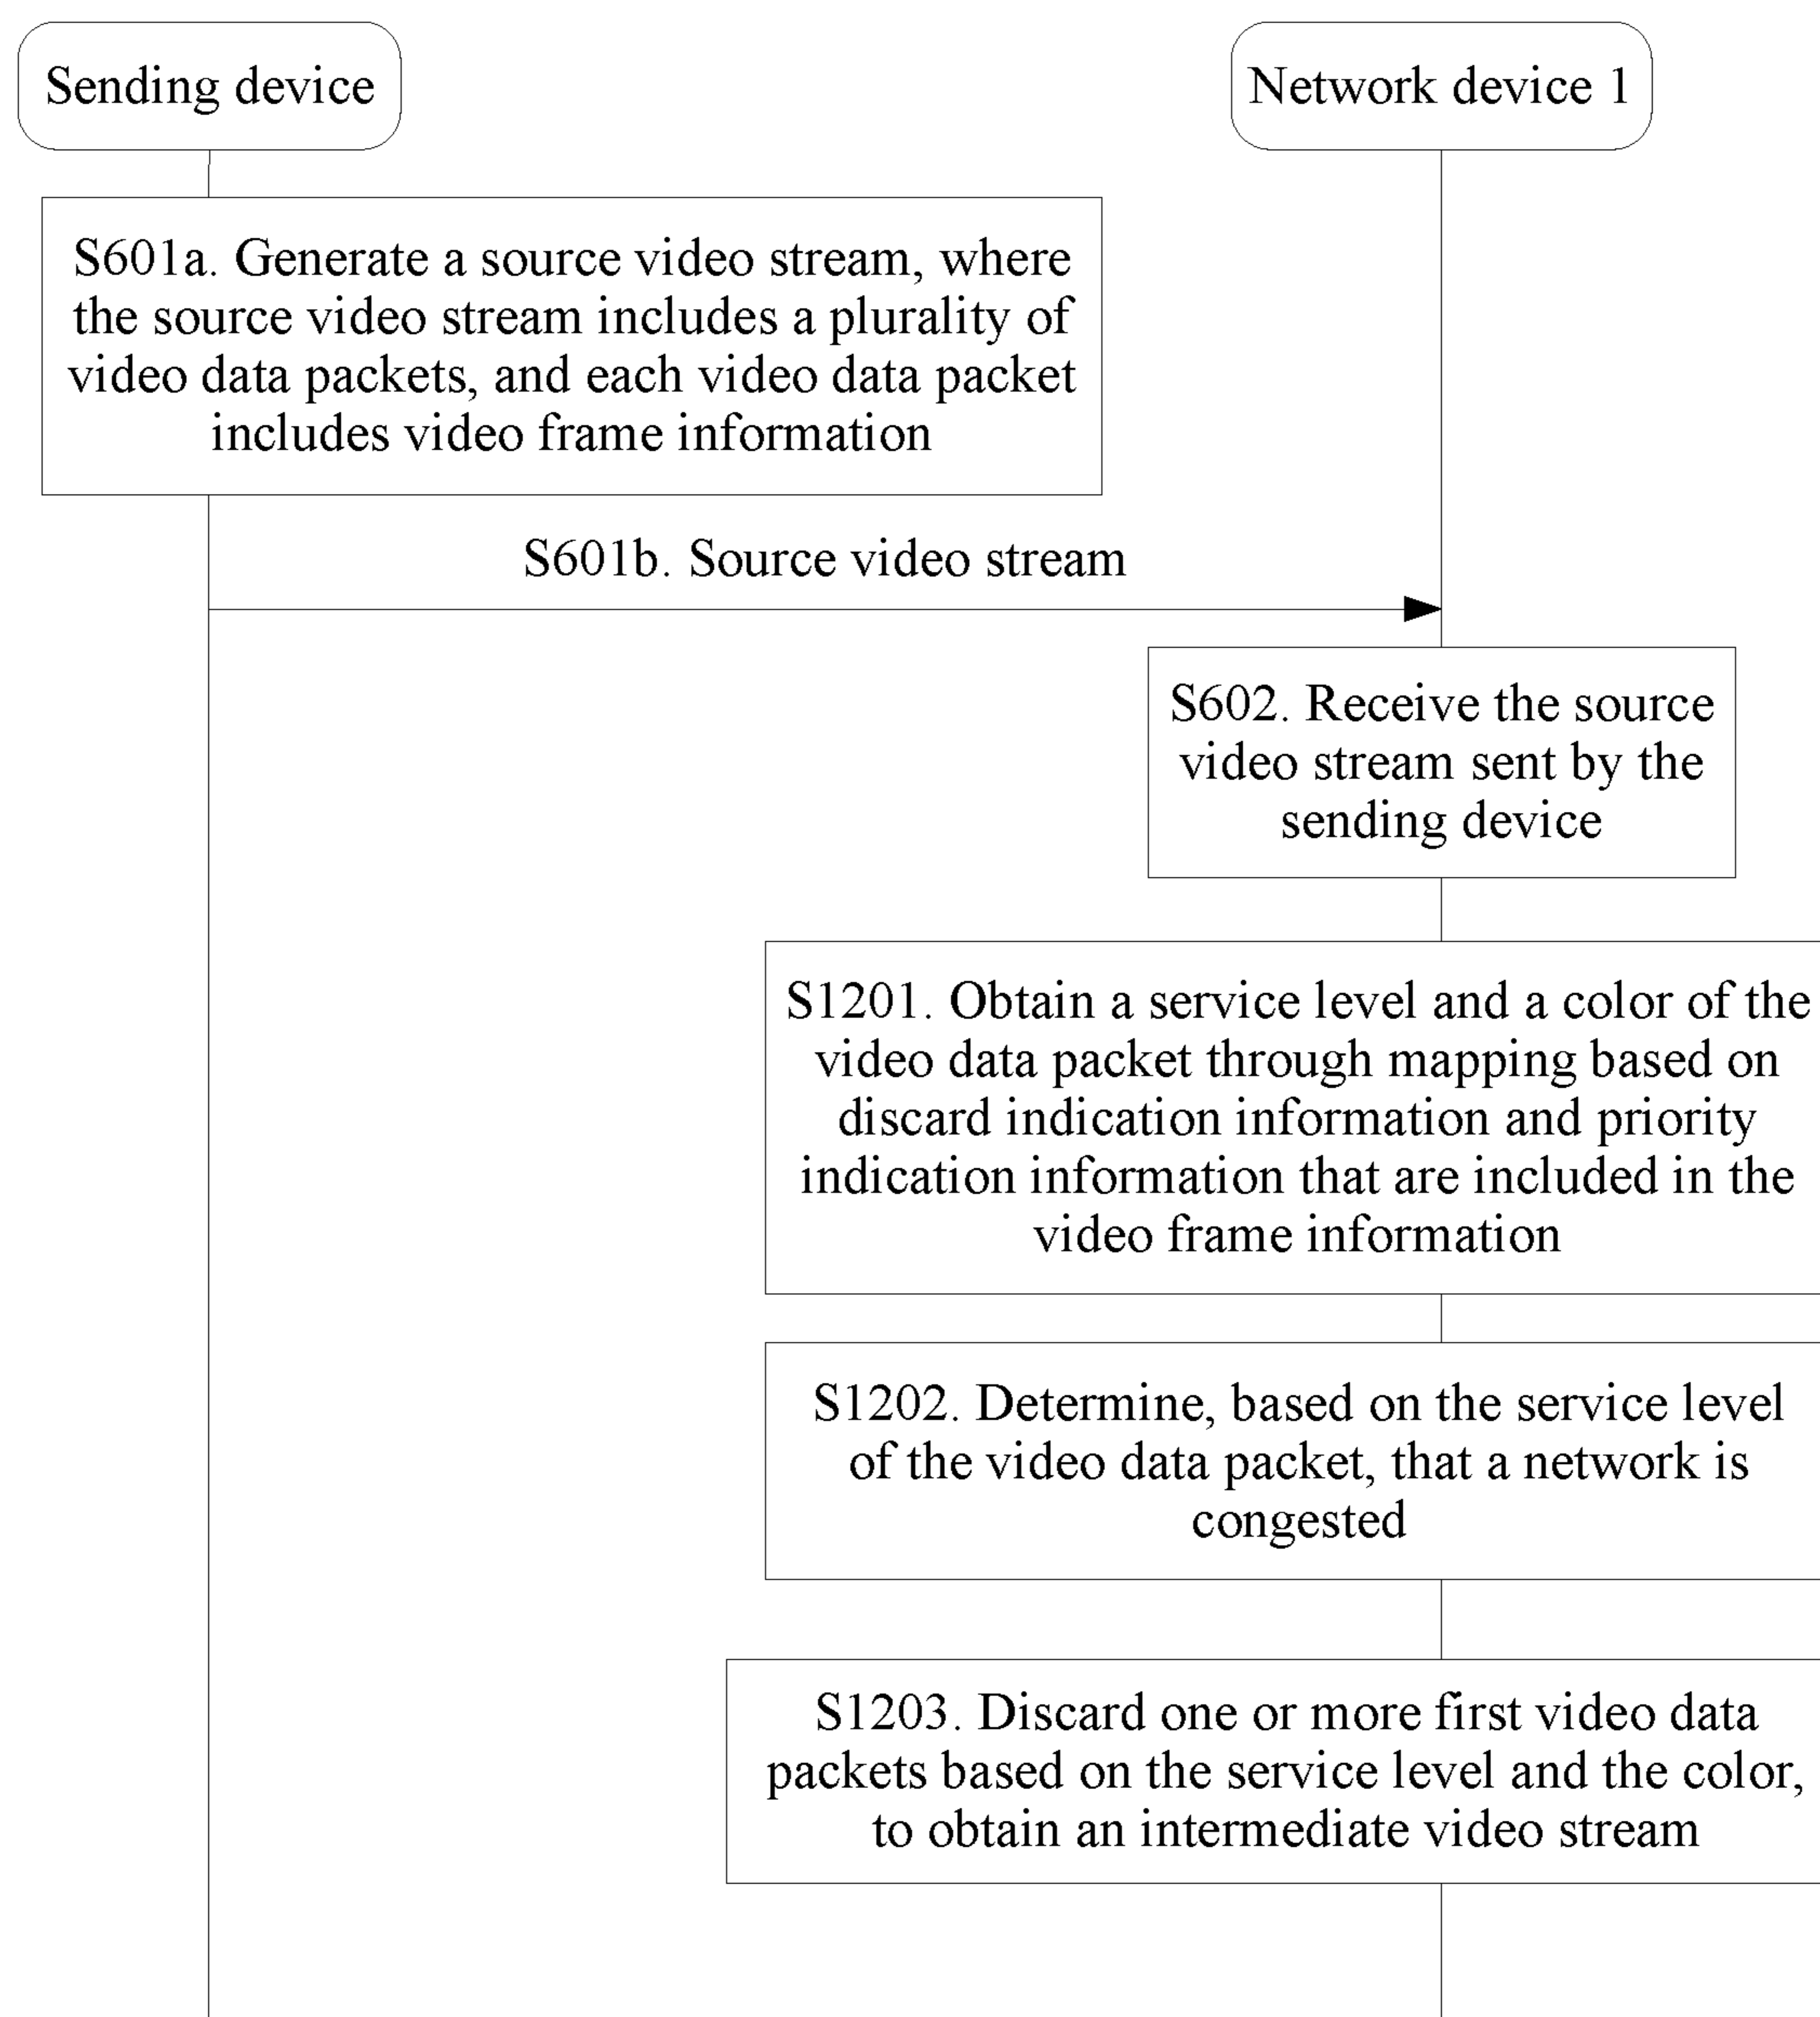 Sending device
Network device 1
S601a. Generate a source video stream, where
the source video stream includes a plurality of
video data packets, and each video data packet
includes video frame information
S601b. Source video stream
S602. Receive the source
video stream sent by the
sending device
S1201. Obtain a service level and a color of the
video data packet through mapping based on
discard indication information and priority
indication information that are included in the
video frame information
S1202. Determine, based on the service level
of the video data packet, that a network is
congested
S1203. Discard one or more first video data
packets based on the service level and the color,
to obtain an intermediate video stream